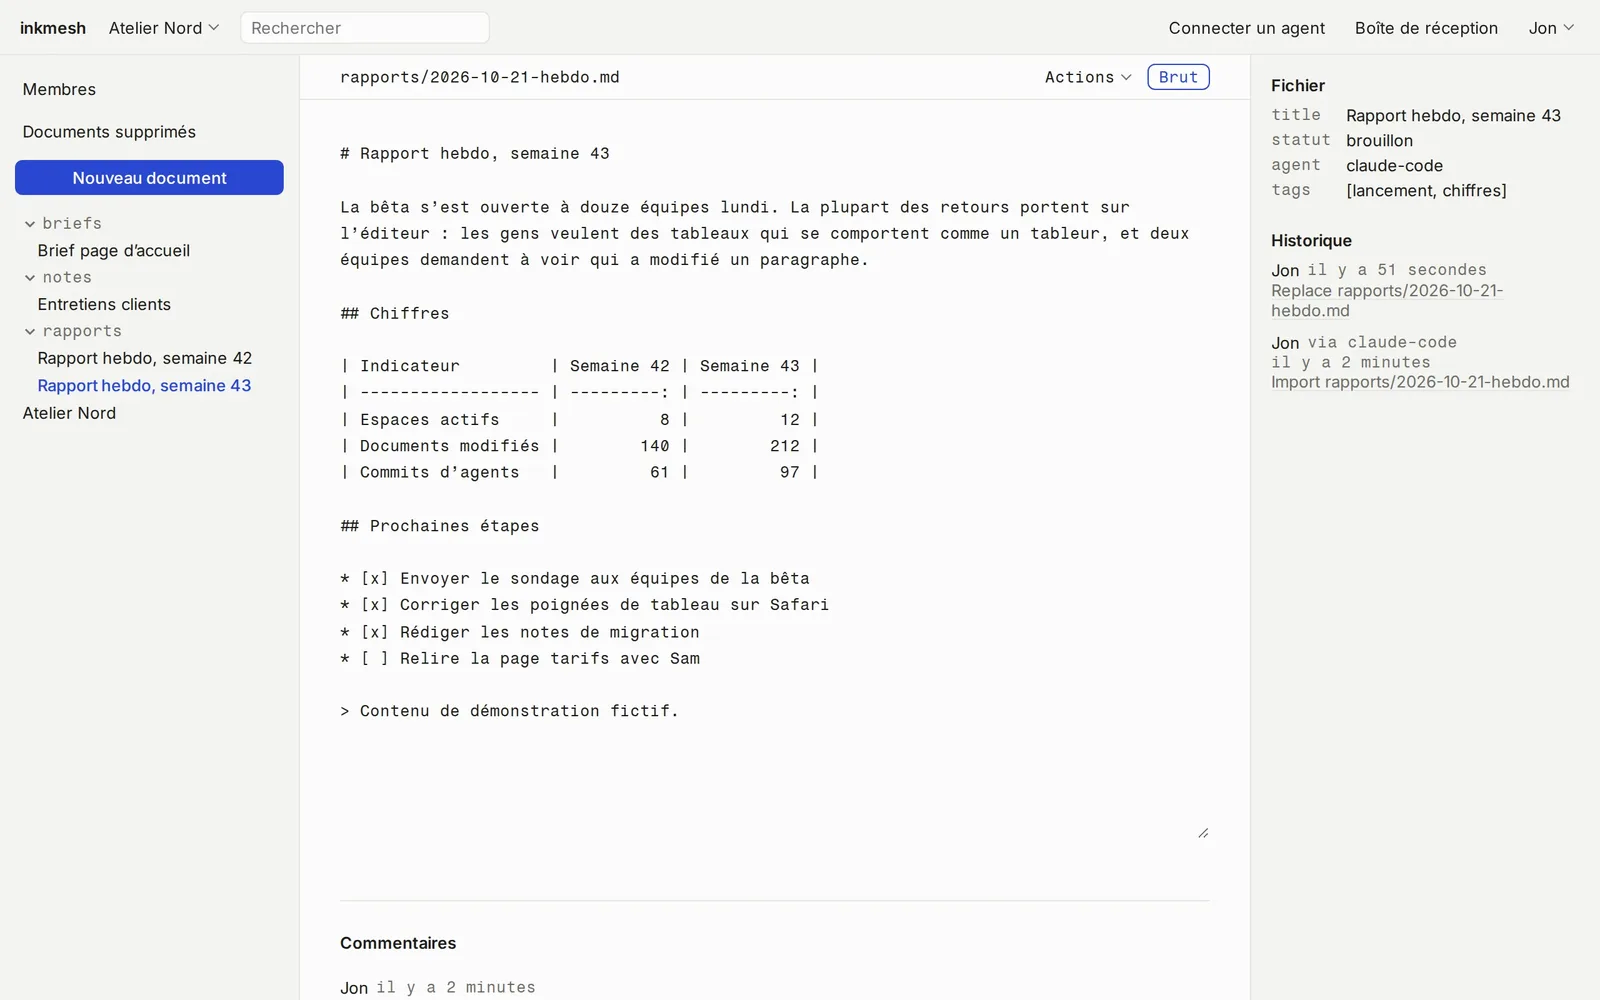 inkmesh Atelier Nord Rechercher Connecter un agent Boîte de réception Jon
Membres
Documents supprimés
Nouveau document
briefs
Brief page d’accueil
notes
Entretiens clients
rapports
Rapport hebdo, semaine 42
Rapport hebdo, semaine 43
Atelier Nord
rapports/2026-10-21-hebdo.md Actions Brut
# Rapport hebdo, semaine 43
La bêta s’est ouverte à douze équipes lundi. La plupart des retours portent sur
l’éditeur : les gens veulent des tableaux qui se comportent comme un tableur, et deux
équipes demandent à voir qui a modifié un paragraphe.
## Chiffres
| Indicateur         | Semaine 42 | Semaine 43 |
| ------------------ | ---------: | ---------: |
| Espaces actifs     |          8 |         12 |
| Documents modifiés |        140 |        212 |
| Commits d’agents   |         61 |         97 |
## Prochaines étapes
* [x] Envoyer le sondage aux équipes de la bêta
* [x] Corriger les poignées de tableau sur Safari
* [x] Rédiger les notes de migration
* [ ] Relire la page tarifs avec Sam
> Contenu de démonstration fictif.
Commentaires
Jon il y a 2 minutes
Fichier
title Rapport hebdo, semaine 43
statut brouillon
agent claude-code
tags [lancement, chiffres]
Historique
Jon il y a 51 secondes
Replace rapports/2026-10-21-
hebdo.md
Jon via claude-code
il y a 2 minutes
Import rapports/2026-10-21-hebdo.md